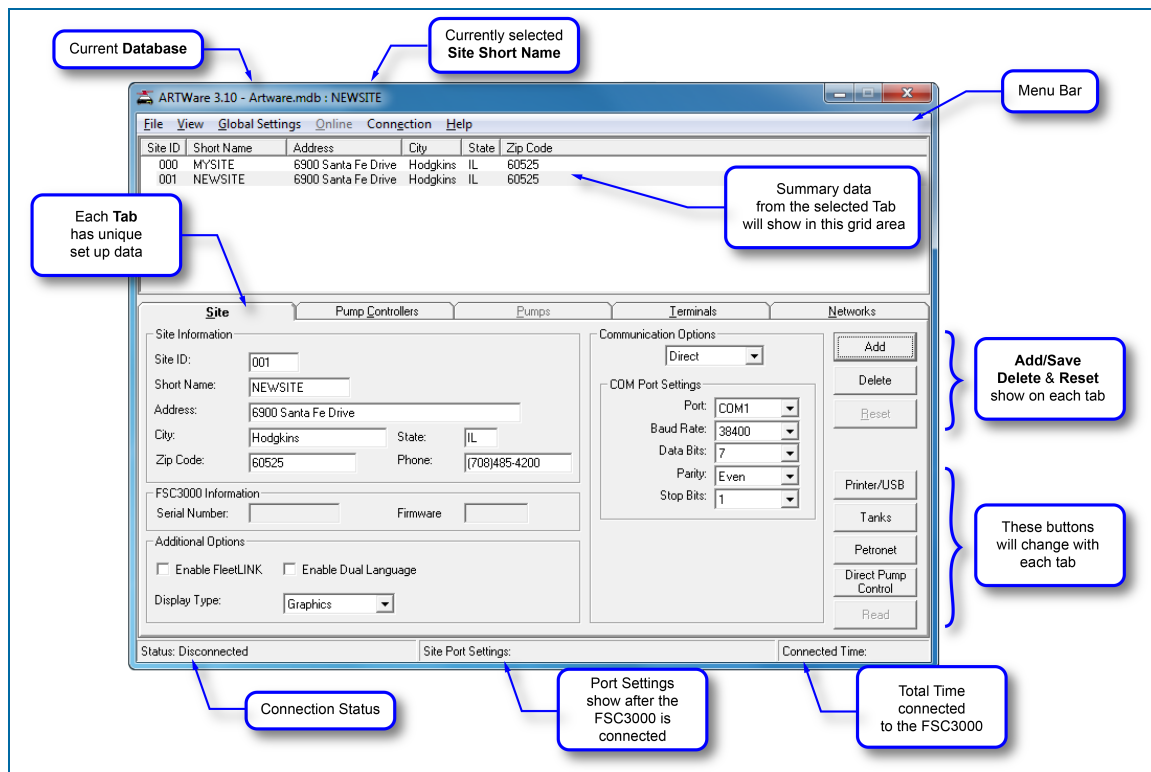 Current Database
Currently selected
Site Short Name
Menu Bar
ARTWare 3.10 - Artware.mdb : NEWSITE
File View Global Settings Online Connection Help
Site ID Short Name Address City State Zip Code
000 MYSITE 6900 Santa Fe Drive Hodgkins IL 60525
001 NEWSITE 6900 Santa Fe Drive Hodgkins IL 60525
Each Tab
has unique
set up data
Summary data
from the selected Tab
will show in this grid area
Site Pump Controllers Pumps Terminals Networks
Site Information
Site ID: 001
Short Name: NEWSITE
Address: 6900 Santa Fe Drive
City: Hodgkins State: IL
Zip Code: 60525 Phone: (708)485-4200
FSC3000 Information
Serial Number: Firmware
Additional Options
Enable FleetLINK Enable Dual Language
Display Type: Graphics
Communication Options
Direct
COM Port Settings
Port: COM1
Baud Rate: 38400
Data Bits: 7
Parity: Even
Stop Bits: 1
Add
Delete
Reset
Printer/USB
Tanks
Petronet
Direct Pump
Control
Read
Add/Save
Delete & Reset
show on each tab
These buttons
will change with
each tab
Status: Disconnected Site Port Settings: Connected Time:
Connection Status
Port Settings
show after the
FSC3000 is
connected
Total Time
connected
to the FSC3000